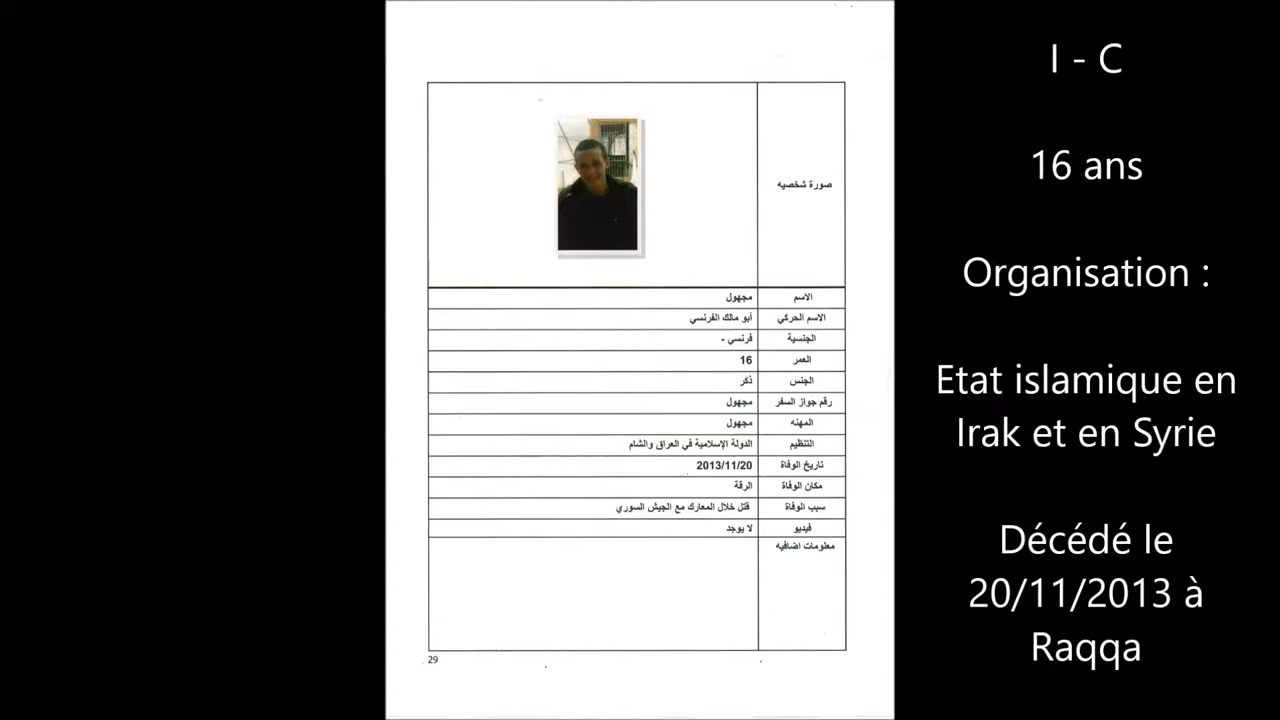 صورة شخصيه
الاسم مجهول
الاسم الحركي أبو مالك الفرنسي
الجنسية فرنسي -
العمر 16
الجنس ذكر
رقم جواز السفر مجهول
المهنه مجهول
التنظيم الدولة الإسلامية في العراق والشام
تاريخ الوفاة 2013/11/20
مكان الوفاة الرقة
سبب الوفاة قتل خلال المعارك مع الجيش السوري
فيديو لا يوجد
معلومات اضافيه
29
I - C
16 ans
Organisation :
Etat islamique en
Irak et en Syrie
Décédé le
20/11/2013 à
Raqqa